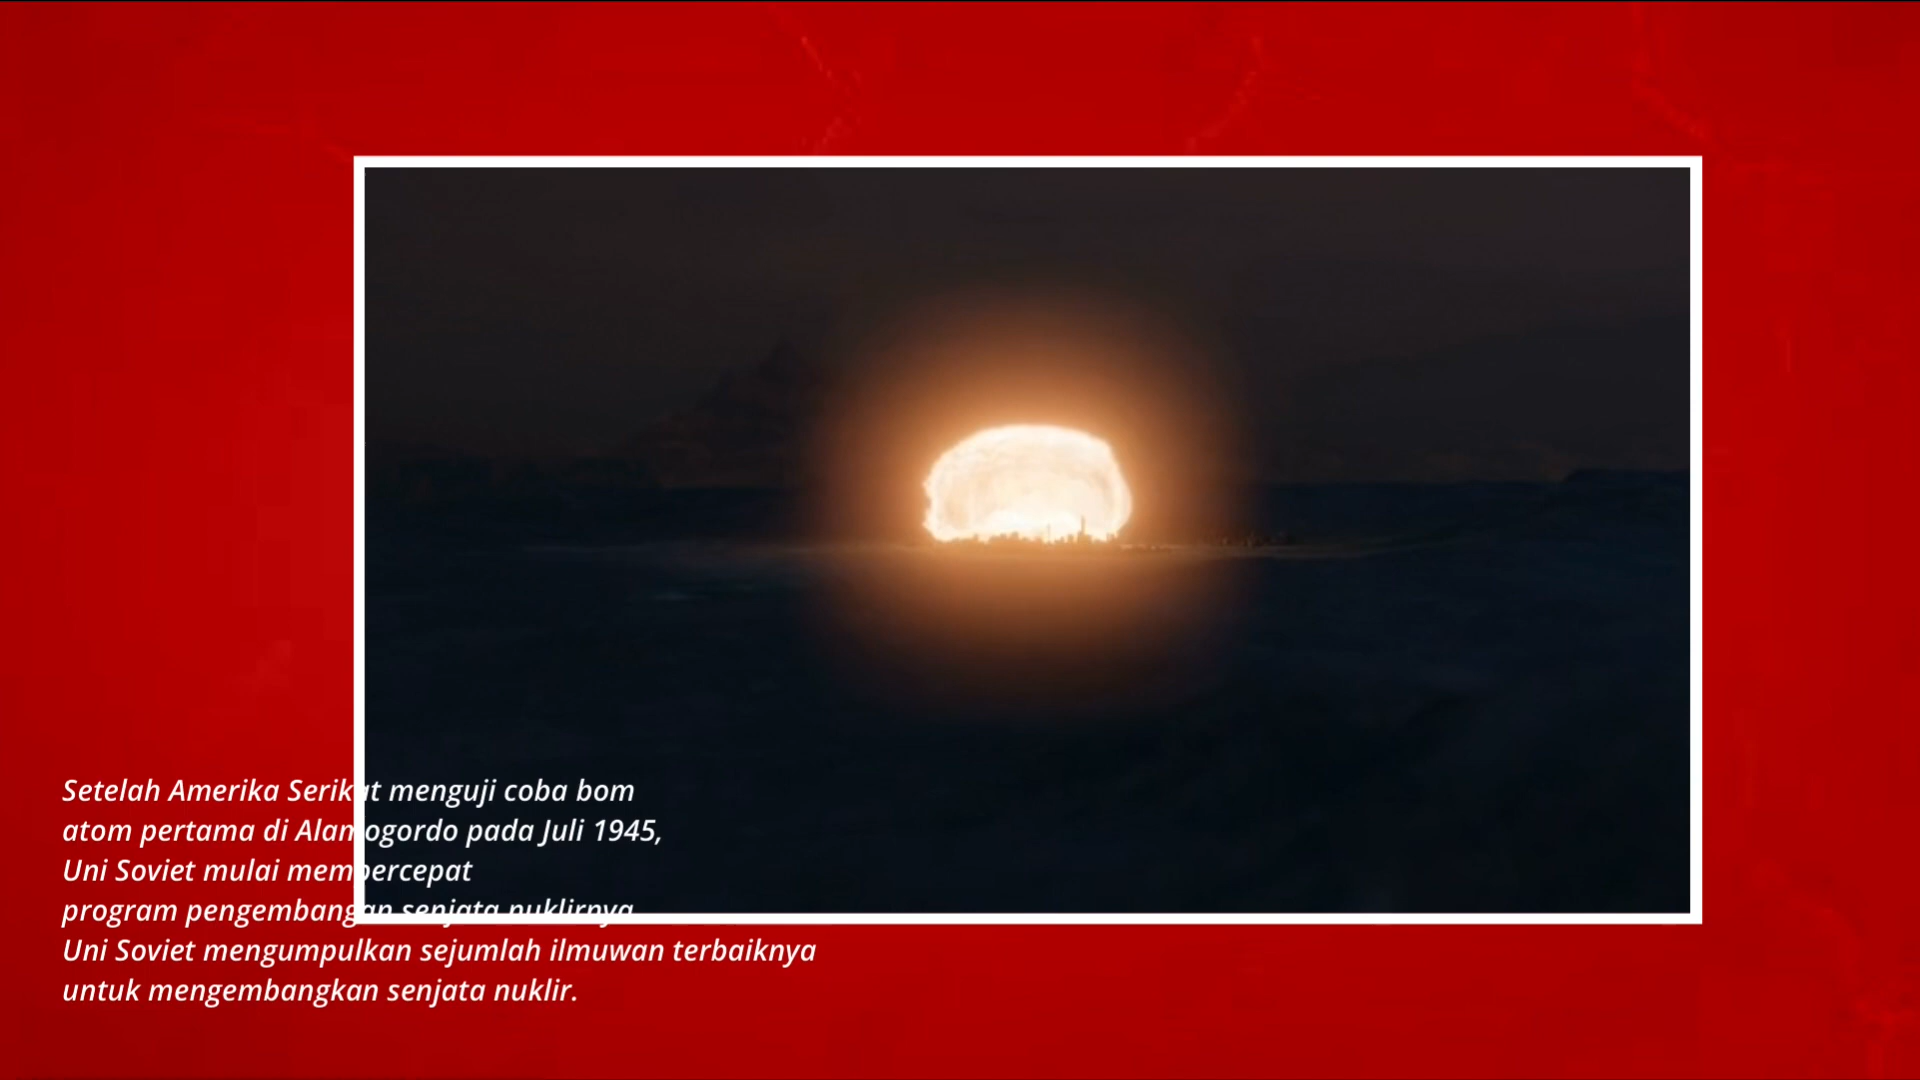 Setelah Amerika Serikat menguji coba bom
atom pertama di Alamogordo pada Juli 1945,
Uni Soviet mulai mempercepat
program pengembangan senjata nuklirnya
Uni Soviet mengumpulkan sejumlah ilmuwan terbaiknya
untuk mengembangkan senjata nuklir.